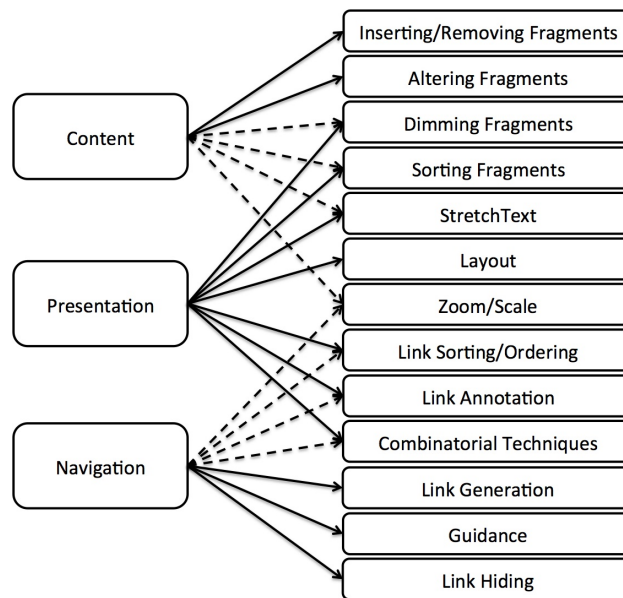 Content
Presentation
Navigation
Inserting/Removing Fragments
Altering Fragments
Dimming Fragments
Sorting Fragments
StretchText
Layout
Zoom/Scale
Link Sorting/Ordering
Link Annotation
Combinatorial Techniques
Link Generation
Guidance
Link Hiding